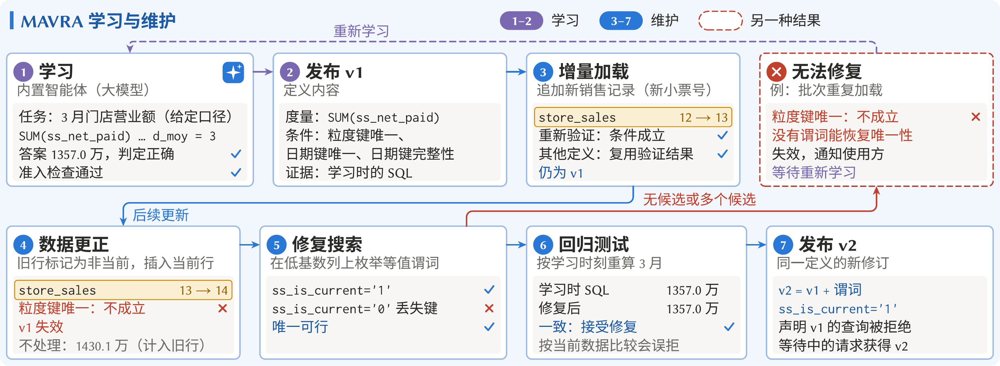 MAVRA 学习与维护
1–2 学习
3–7 维护
另一种结果
重新学习
1 学习
内置智能体（大模型）
任务：3 月门店营业额（给定口径）
SUM(ss_net_paid) … d_moy = 3
答案 1357.0 万，判定正确
准入检查通过
2 发布 v1
定义内容
度量：SUM(ss_net_paid)
条件：粒度键唯一、
日期键唯一、日期键完整性
证据：学习时的 SQL
3 增量加载
追加新销售记录（新小票号）
store_sales 12 → 13
重新验证：条件成立
其他定义：复用验证结果
仍为 v1
无法修复
例：批次重复加载
粒度键唯一：不成立
没有谓词能恢复唯一性
失效，通知使用方
等待重新学习
无候选或多个候选
后续更新
4 数据更正
旧行标记为非当前，插入当前行
store_sales 13 → 14
粒度键唯一：不成立
v1 失效
不处理：1430.1 万（计入旧行）
5 修复搜索
在低基数列上枚举等值谓词
ss_is_current='1'
ss_is_current='0' 丢失键
唯一可行
6 回归测试
按学习时刻重算 3 月
学习时 SQL 1357.0 万
修复后 1357.0 万
一致：接受修复
按当前数据比较会误拒
7 发布 v2
同一定义的新修订
v2 = v1 + 谓词
ss_is_current='1'
声明 v1 的查询被拒绝
等待中的请求获得 v2